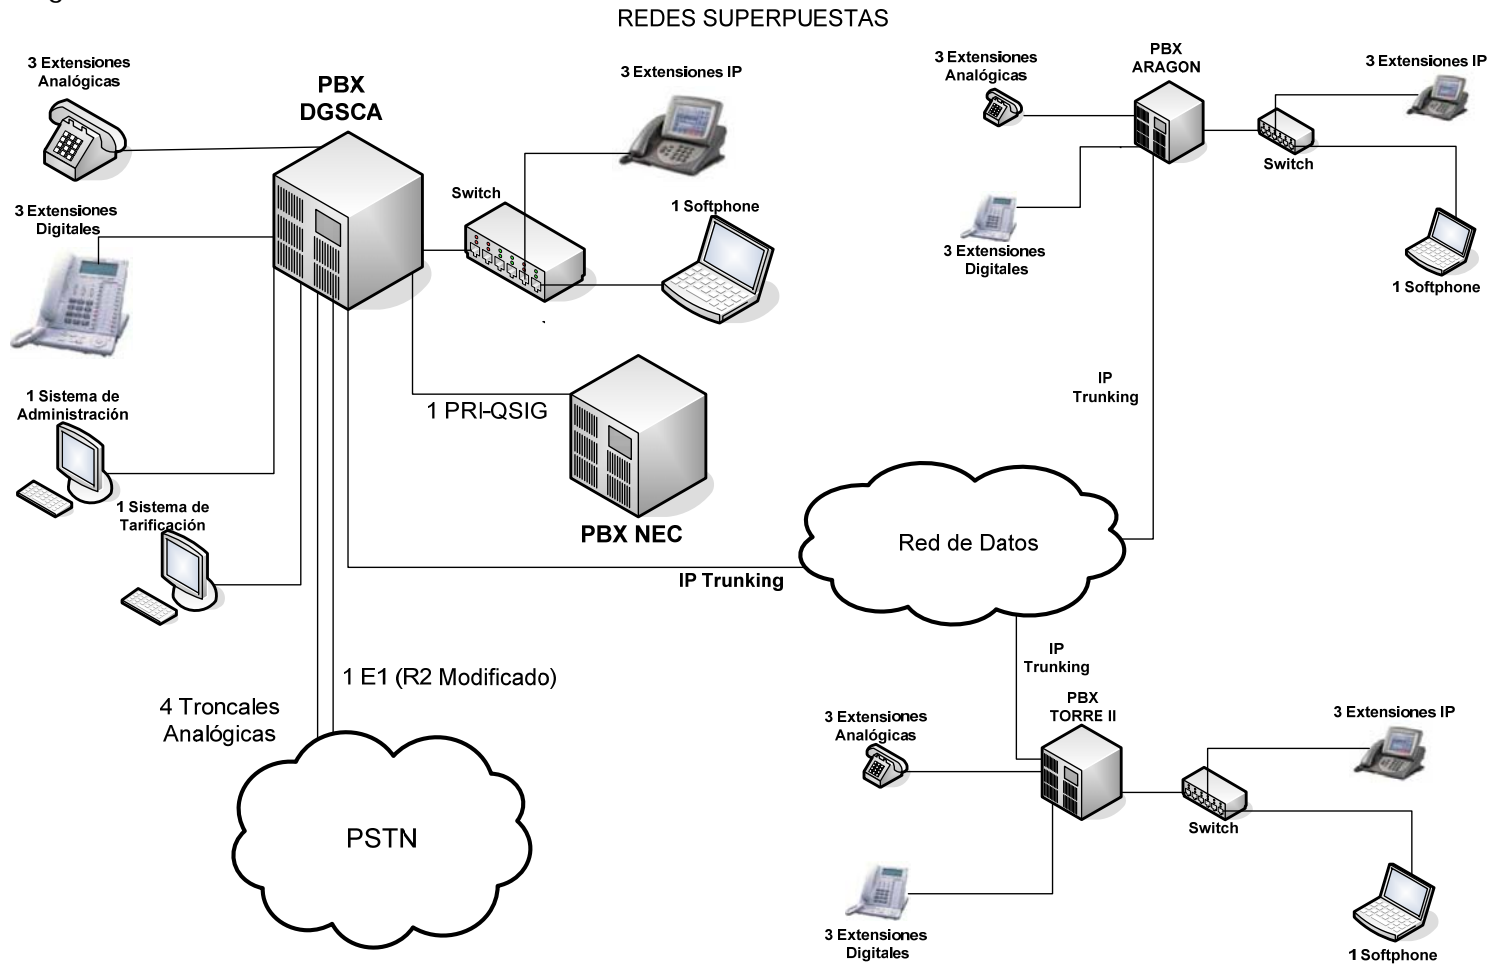 REDES SUPERPUESTAS
3 Extensiones
Analógicas
PBX
DGSCA
3 Extensiones IP
Switch
1 Softphone
3 Extensiones
Digitales
1 Sistema de
Administración
1 Sistema de
Tarificación
1 PRI-QSIG
PBX NEC
IP Trunking
Red de Datos
1 E1 (R2 Modificado)
4 Troncales
Analógicas
PSTN
PBX
ARAGON
3 Extensiones
Analógicas
3 Extensiones IP
Switch
3 Extensiones
Digitales
1 Softphone
IP
Trunking
IP
Trunking
PBX
TORRE II
3 Extensiones
Analógicas
3 Extensiones IP
Switch
3 Extensiones
Digitales
1 Softphone